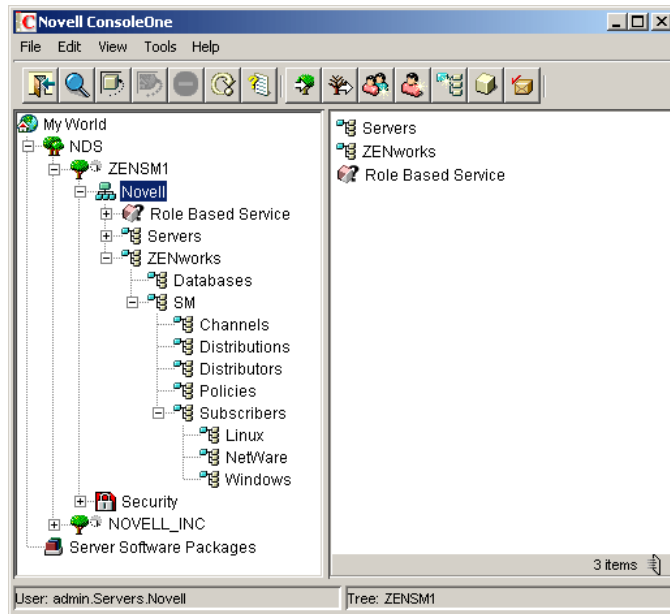 Novell ConsoleOne
File Edit View Tools Help
My World
NDS
ZENSM1
Novell
Role Based Service
Servers
ZENworks
Databases
SM
Channels
Distributions
Distributors
Policies
Subscribers
Linux
NetWare
Windows
Security
NOVELL_INC
Server Software Packages
Servers
ZENworks
Role Based Service
3 items
User: admin.Servers.Novell
Tree: ZENSM1